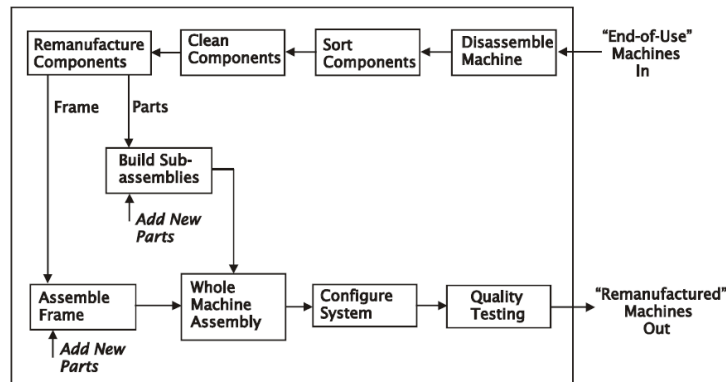 Remanufacture
Components
Clean
Components
Sort
Components
Disassemble
Machine
“End-of-Use”
Machines
In
Frame
Parts
Build Sub-
assemblies
Add New
Parts
Assemble
Frame
Whole
Machine
Assembly
Configure
System
Quality
Testing
“Remanufactured”
Machines
Out
Add New
Parts